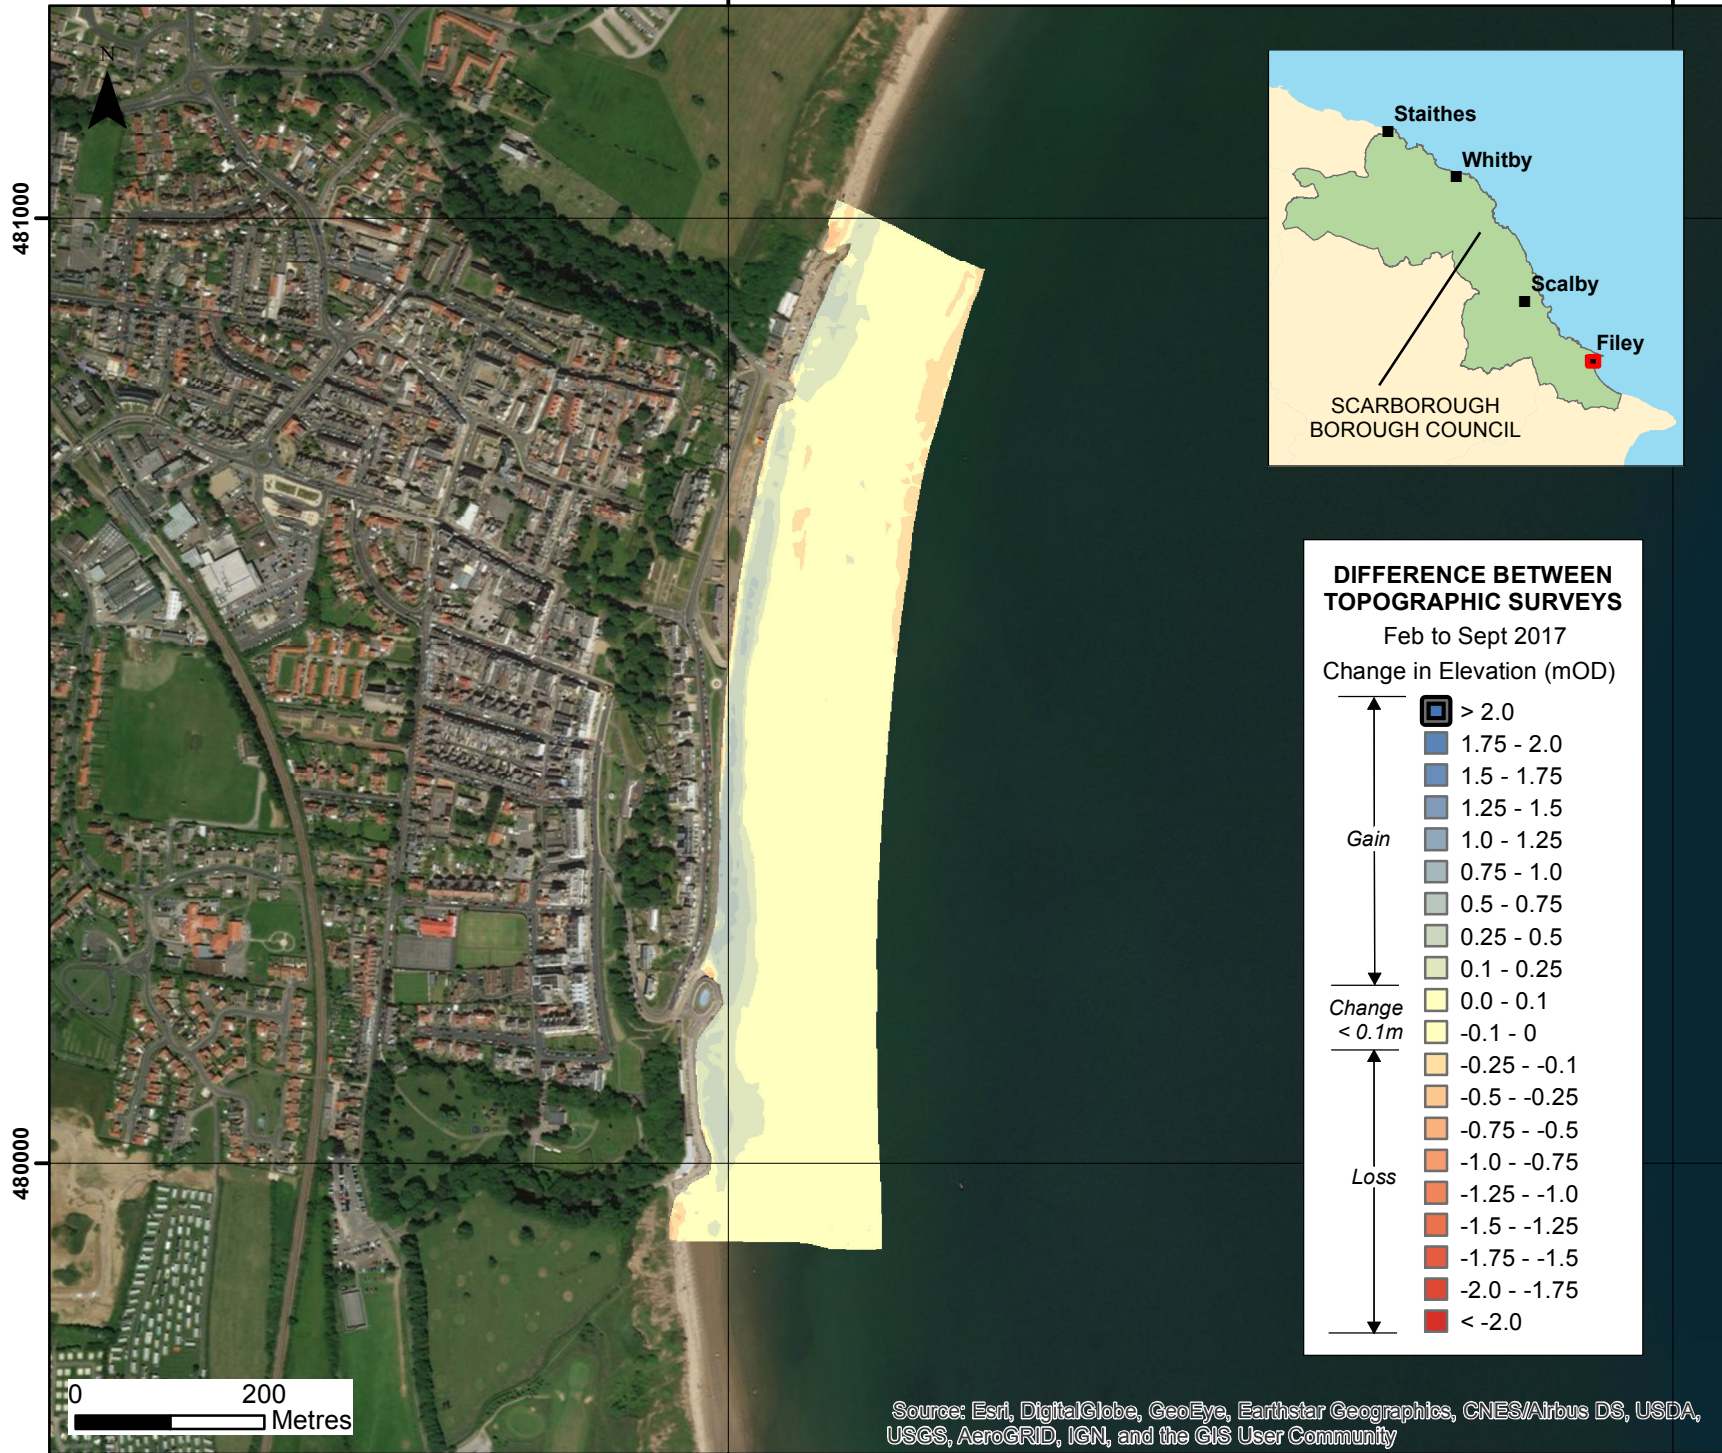 N
481000
480000
Staithes
Whitby
Scalby
Filey
SCARBOROUGH
BOROUGH COUNCIL
DIFFERENCE BETWEEN
TOPOGRAPHIC SURVEYS
Feb to Sept 2017
Change in Elevation (mOD)
> 2.0
1.75 - 2.0
1.5 - 1.75
1.25 - 1.5
Gain
1.0 - 1.25
0.75 - 1.0
0.5 - 0.75
0.25 - 0.5
0.1 - 0.25
Change
< 0.1m
0.0 - 0.1
-0.1 - 0
-0.25 - -0.1
-0.5 - -0.25
-0.75 - -0.5
-1.0 - -0.75
Loss
-1.25 - -1.0
-1.5 - -1.25
-1.75 - -1.5
-2.0 - -1.75
< -2.0
0 200
Metres
Source: Esri, DigitalGlobe, GeoEye, Earthstar Geographics, CNES/Airbus DS, USDA,
USGS, AeroGRID, IGN, and the GIS User Community